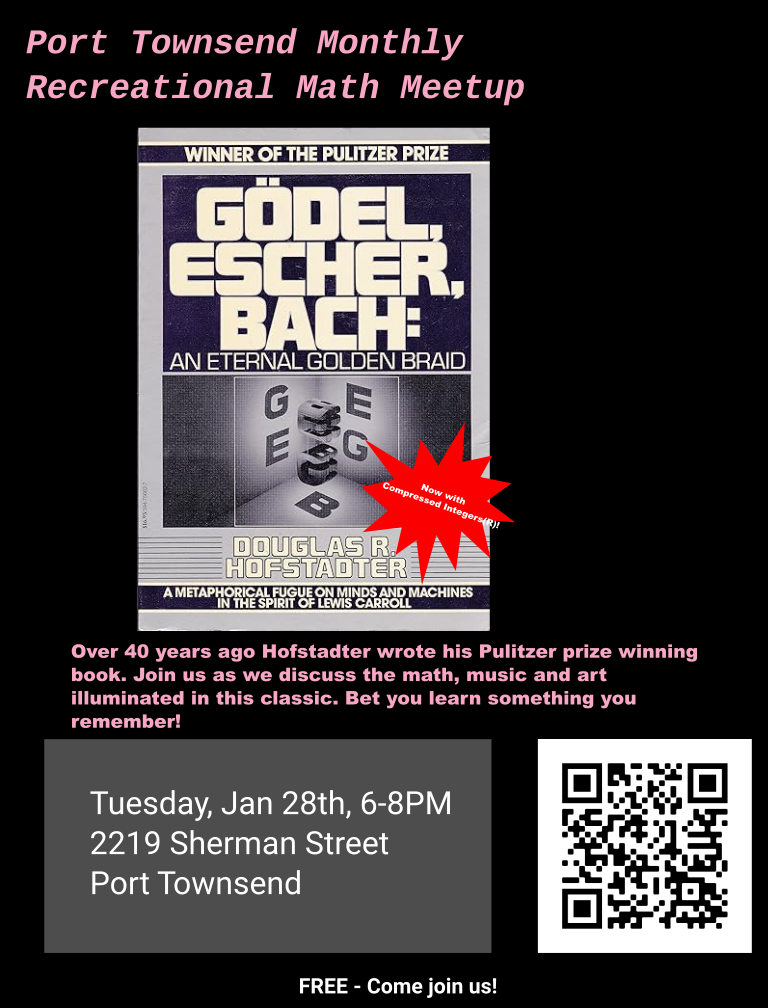 Port Townsend Monthly
Recreational Math Meetup
WINNER OF THE PULITZER PRIZE
GÖDEL,
ESCHER,
BACH:
AN ETERNAL GOLDEN BRAID
G E
E G
B
Now with
Compressed Integers(R)!
DOUGLAS R.
HOFSTADTER
A METAPHORICAL FUGUE ON MINDS AND MACHINES
IN THE SPIRIT OF LEWIS CARROLL
Over 40 years ago Hofstadter wrote his Pulitzer prize winning
book. Join us as we discuss the math, music and art
illuminated in this classic. Bet you learn something you
remember!
Tuesday, Jan 28th, 6-8PM
2219 Sherman Street
Port Townsend
FREE - Come join us!